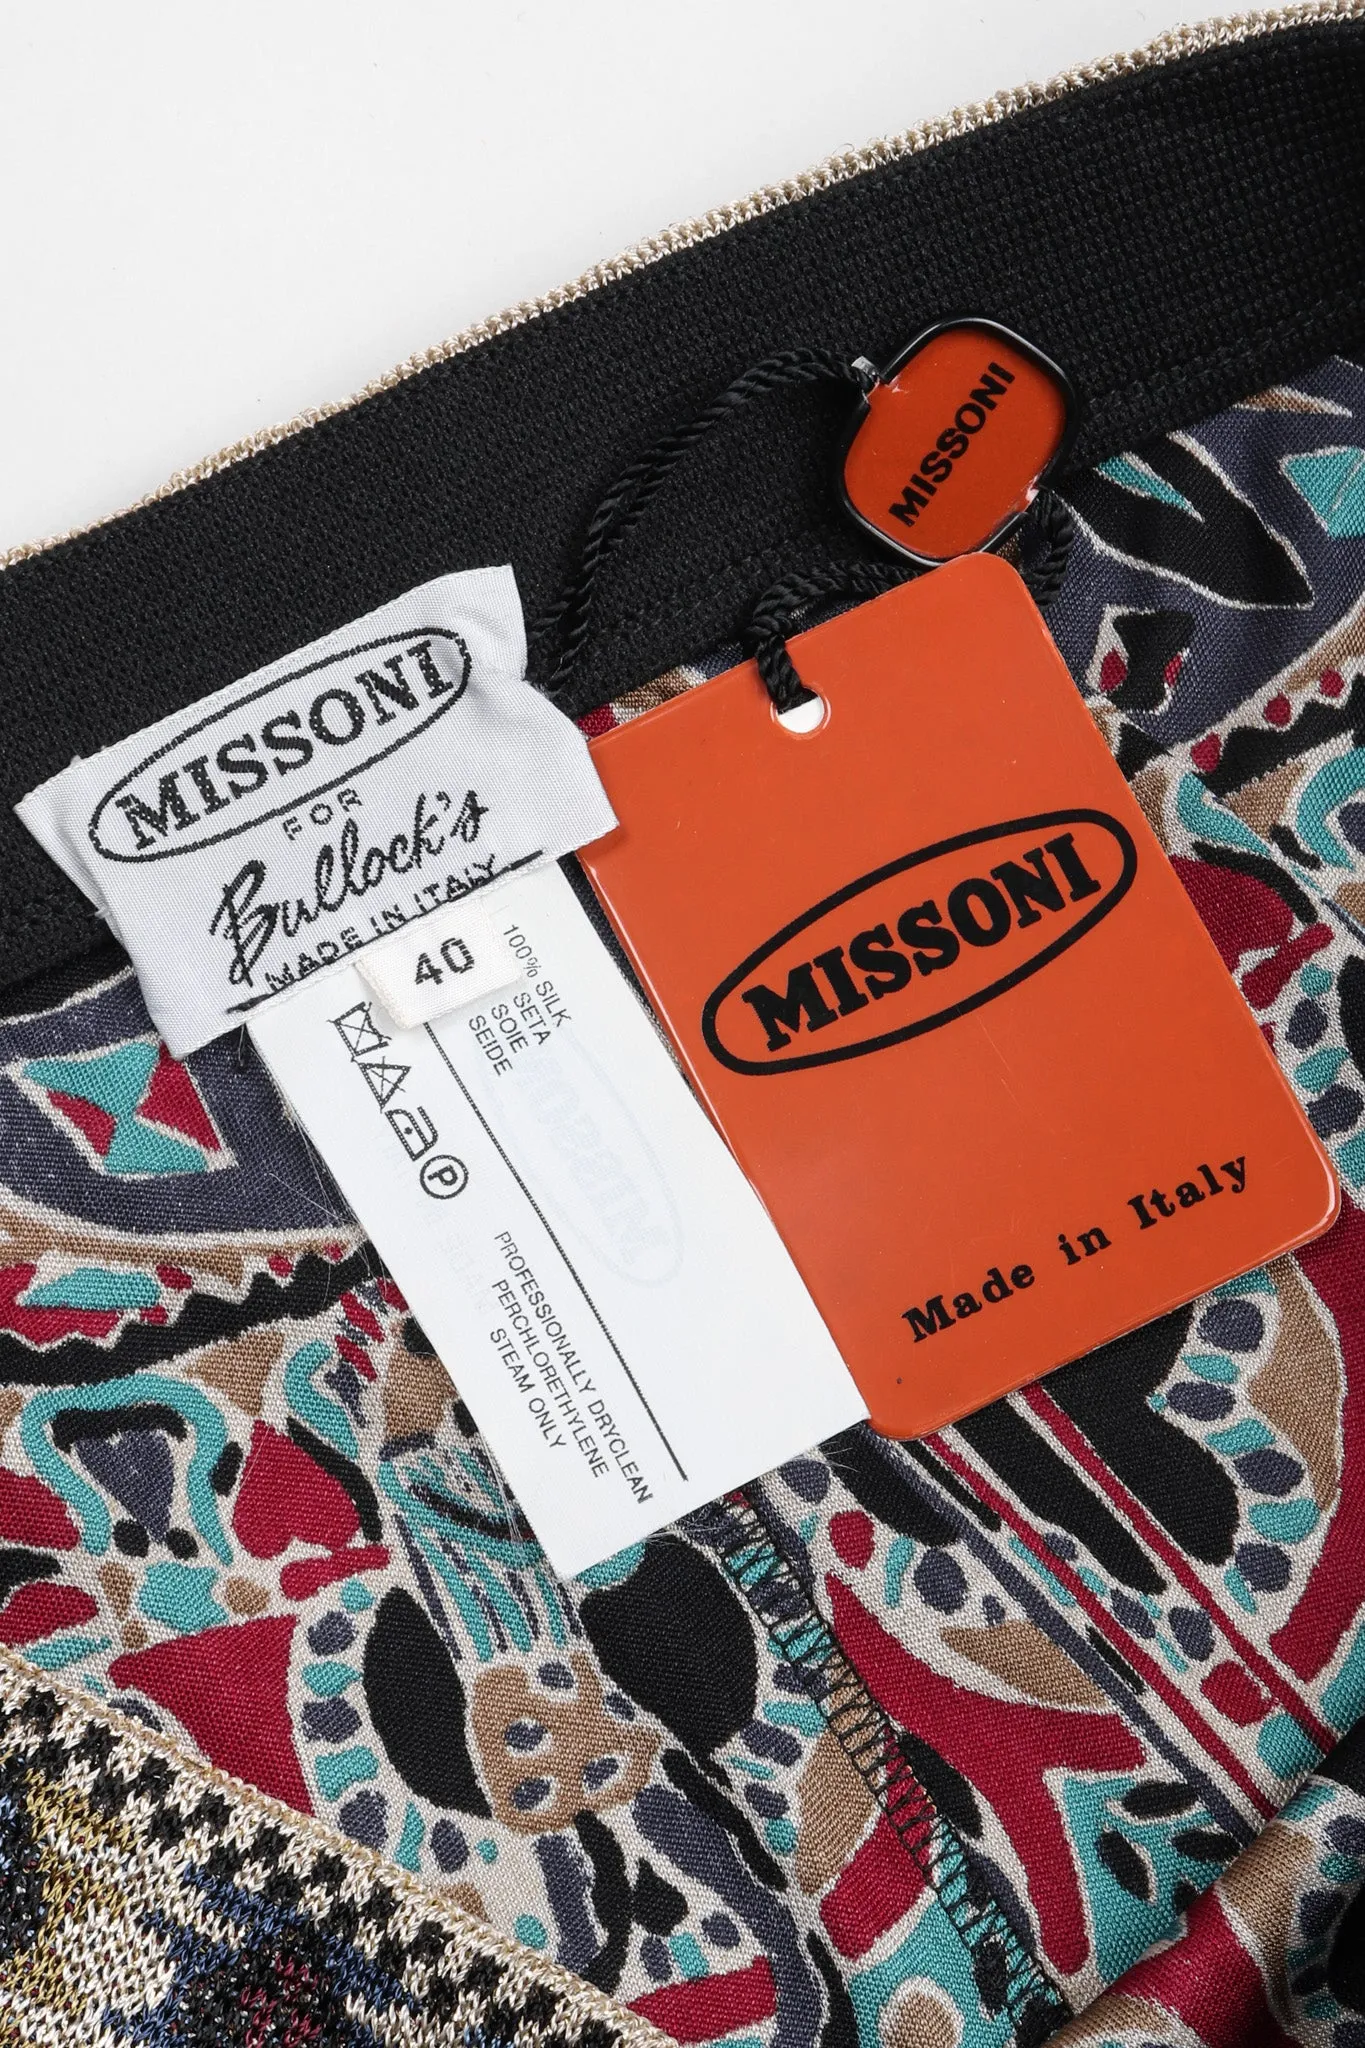 MISSONI
MISSONI
FOR
Bullock's
MADE IN ITALY
40
100% SILK
SETA
SOIE
SEIDE
P
PROFESSIONALLY DRYCLEAN
PERCHLORETHYLENE
STEAM ONLY
MISSONI
Made in Italy